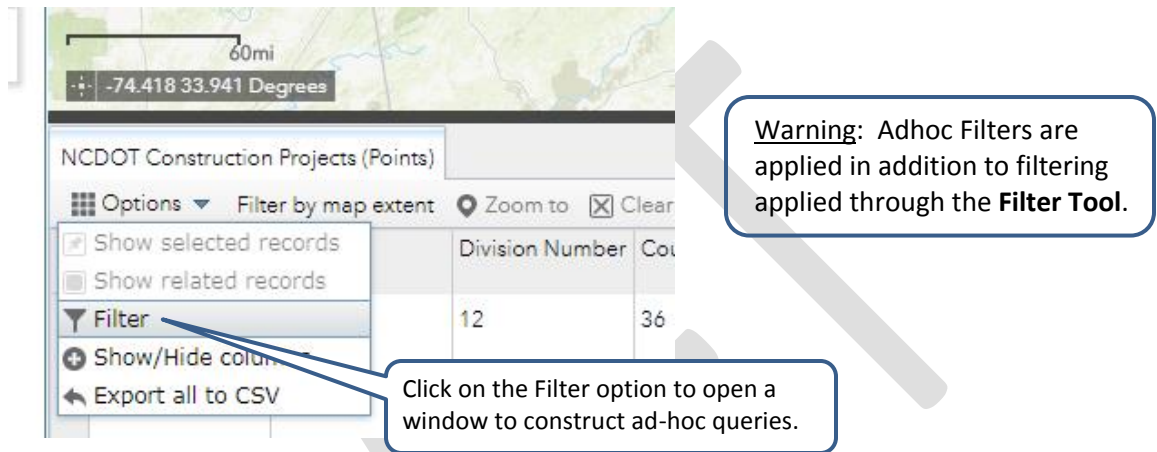 60mi
-74.418 33.941 Degrees
NCDOT Construction Projects (Points)
Options Filter by map extent Zoom to Clear
Show selected records
Division Number
Show related records
Filter
12 36
Show/Hide
Export all to CSV
Click on the Filter option to open a
window to construct ad-hoc queries.
Warning: Adhoc Filters are
applied in addition to filtering
applied through the Filter Tool.